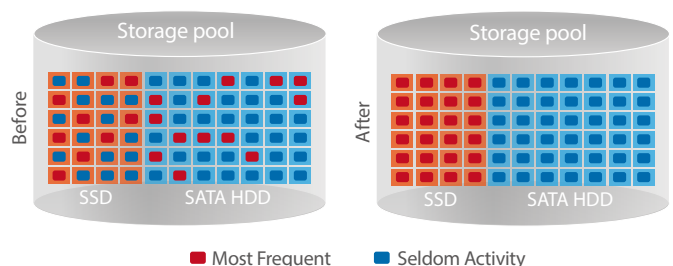 Storage pool
Before
SSD
SATA HDD
Storage pool
After
SSD
SATA HDD
Most Frequent
Seldom Activity